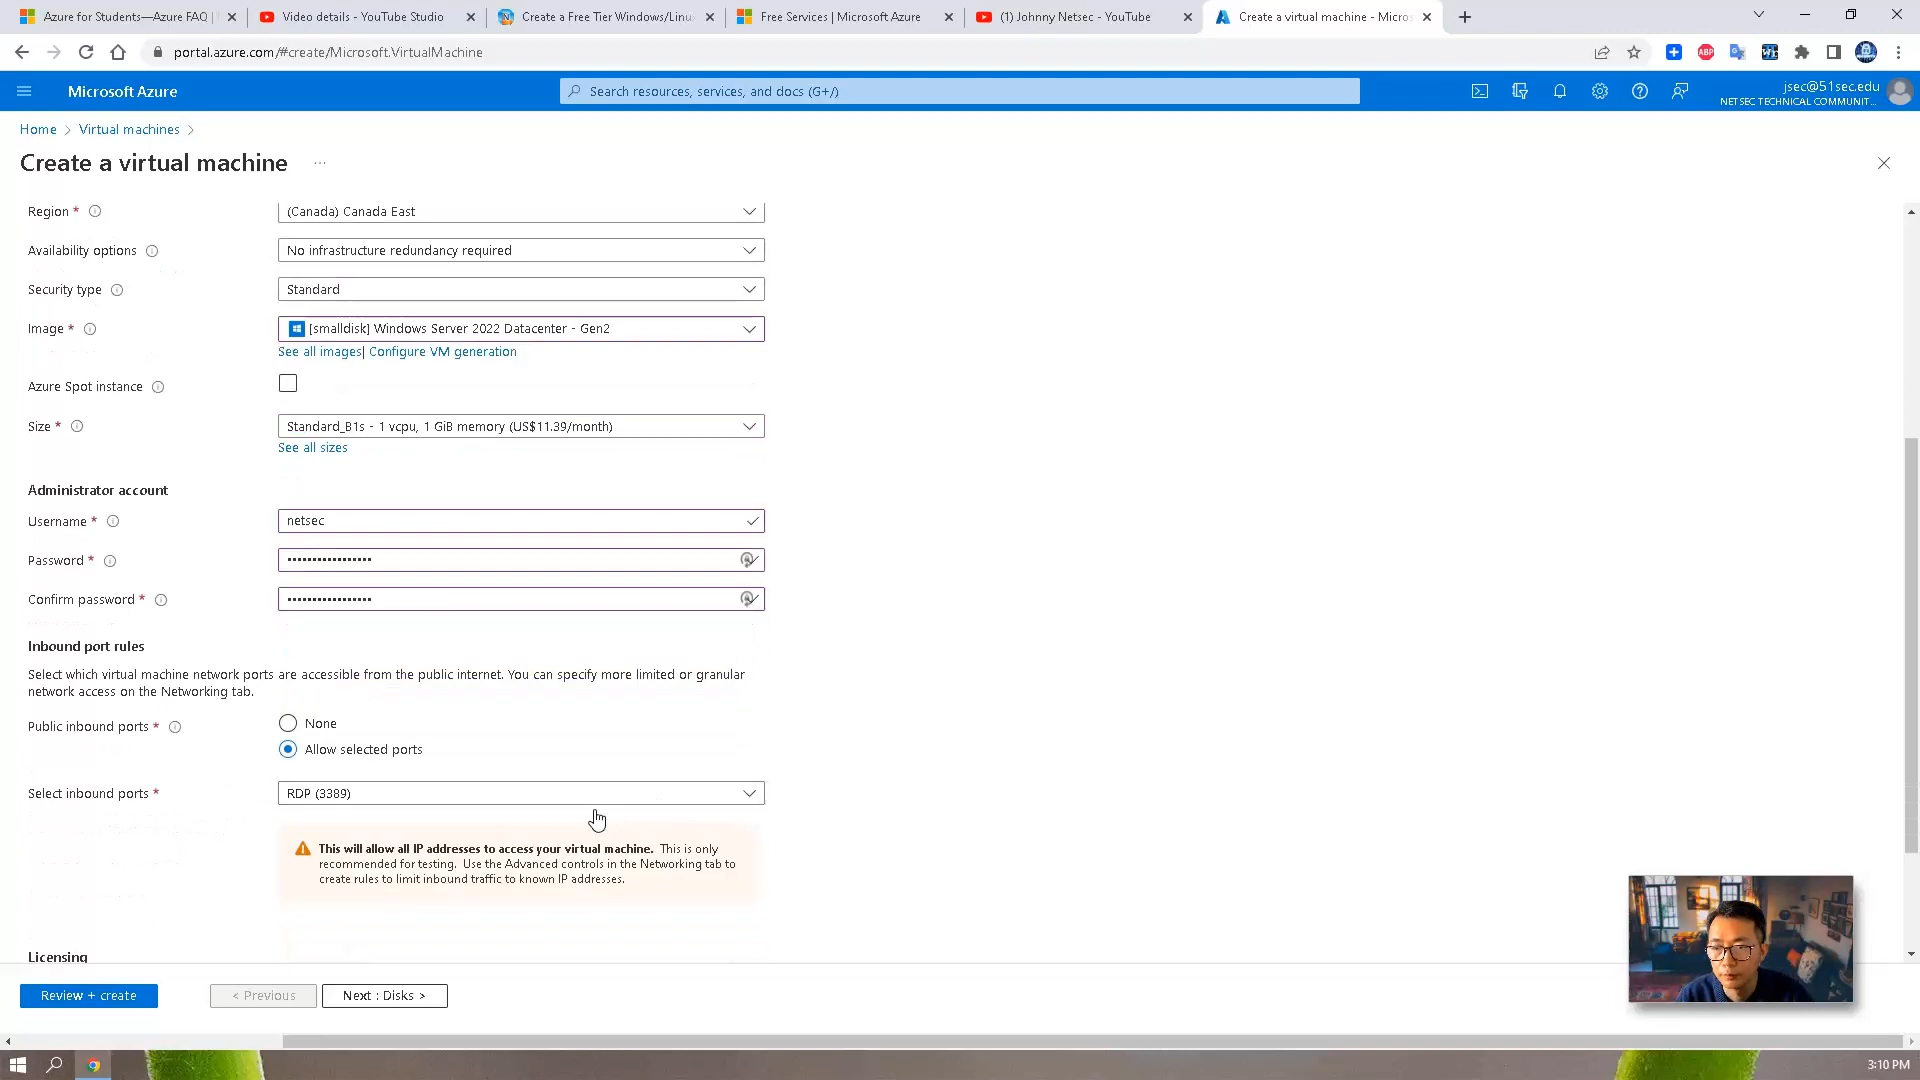 Azure for Students—Azure FAQ |
Video details - YouTube Studio
Create a Free Tier Windows/Linu
Free Services | Microsoft Azure
(1) Johnny Netsec - YouTube
Create a virtual machine - Micros
portal.azure.com/#create/Microsoft.VirtualMachine
ABP
Microsoft Azure
Search resources, services, and docs (G+/)
jsec@51sec.edu
NETSEC TECHNICAL COMMUNIT...
Home > Virtual machines >
Create a virtual machine ...
Region *
(Canada) Canada East
Availability options
No infrastructure redundancy required
Security type
Standard
Image *
[smalldisk] Windows Server 2022 Datacenter - Gen2
See all images| Configure VM generation
Azure Spot instance
Size *
Standard_B1s - 1 vcpu, 1 GiB memory (US$11.39/month)
See all sizes
Administrator account
Username *
netsec
Password *
•••••••••••••••••
Confirm password *
•••••••••••••••••
Inbound port rules
Select which virtual machine network ports are accessible from the public internet. You can specify more limited or granular
network access on the Networking tab.
Public inbound ports *
None
Allow selected ports
Select inbound ports *
RDP (3389)
This will allow all IP addresses to access your virtual machine. This is only
recommended for testing. Use the Advanced controls in the Networking tab to
create rules to limit inbound traffic to known IP addresses.
Licensing
Review + create
< Previous
Next : Disks >
3:10 PM